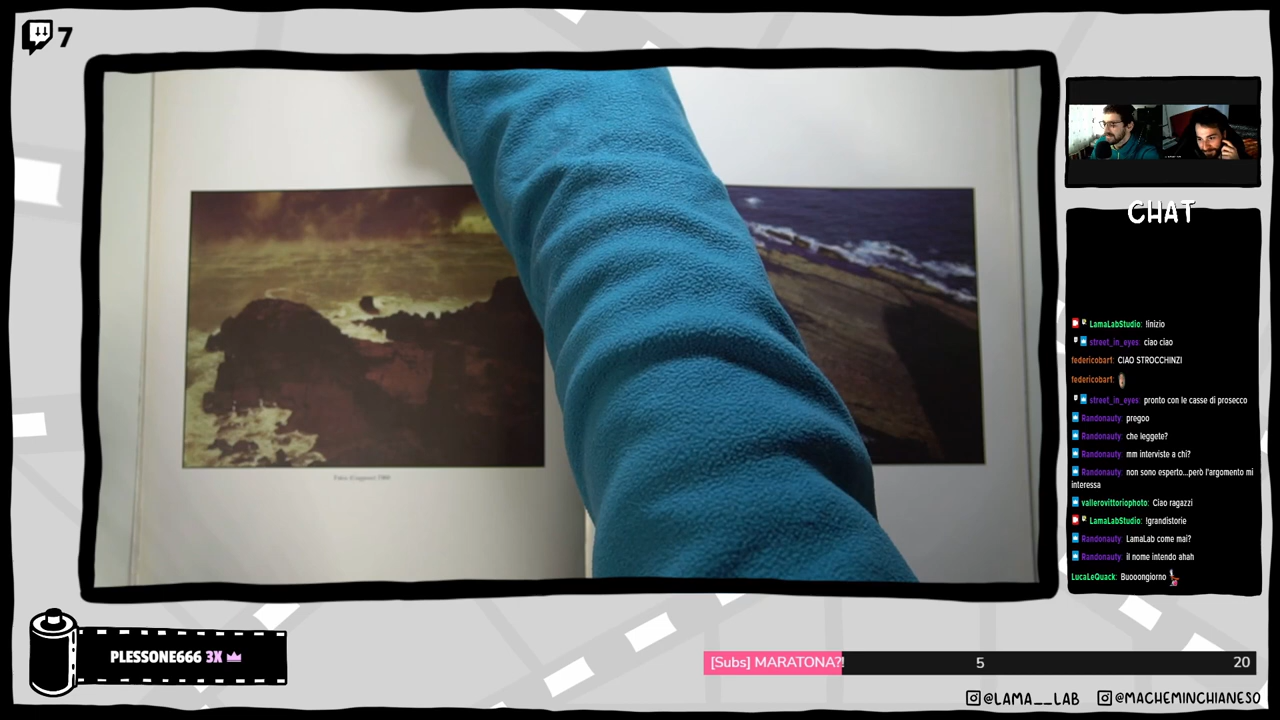 7
CHAT
LamaLabStudio: !inizio
street_in_eyes: ciao ciao
federicobart: CIAO STROCCHINZI
federicobart:
street_in_eyes: pronto con le casse di prosecco
Randonauty: pregoo
Randonauty: che leggete?
Randonauty: mm interviste a chi?
Randonauty: non sono esperto...però l'argomento mi
interessa
vallerovittoriophoto: Ciao ragazzi
LamaLabStudio: !grandistorie
Randonauty: LamaLab come mai?
Randonauty: il nome intendo ahah
LucaLeQuack: Buooongiorno
PLESSONE666 3X
[Subs] MARATONA?! 5 20
@LAMA__LAB @MACHEMINCHIANESO